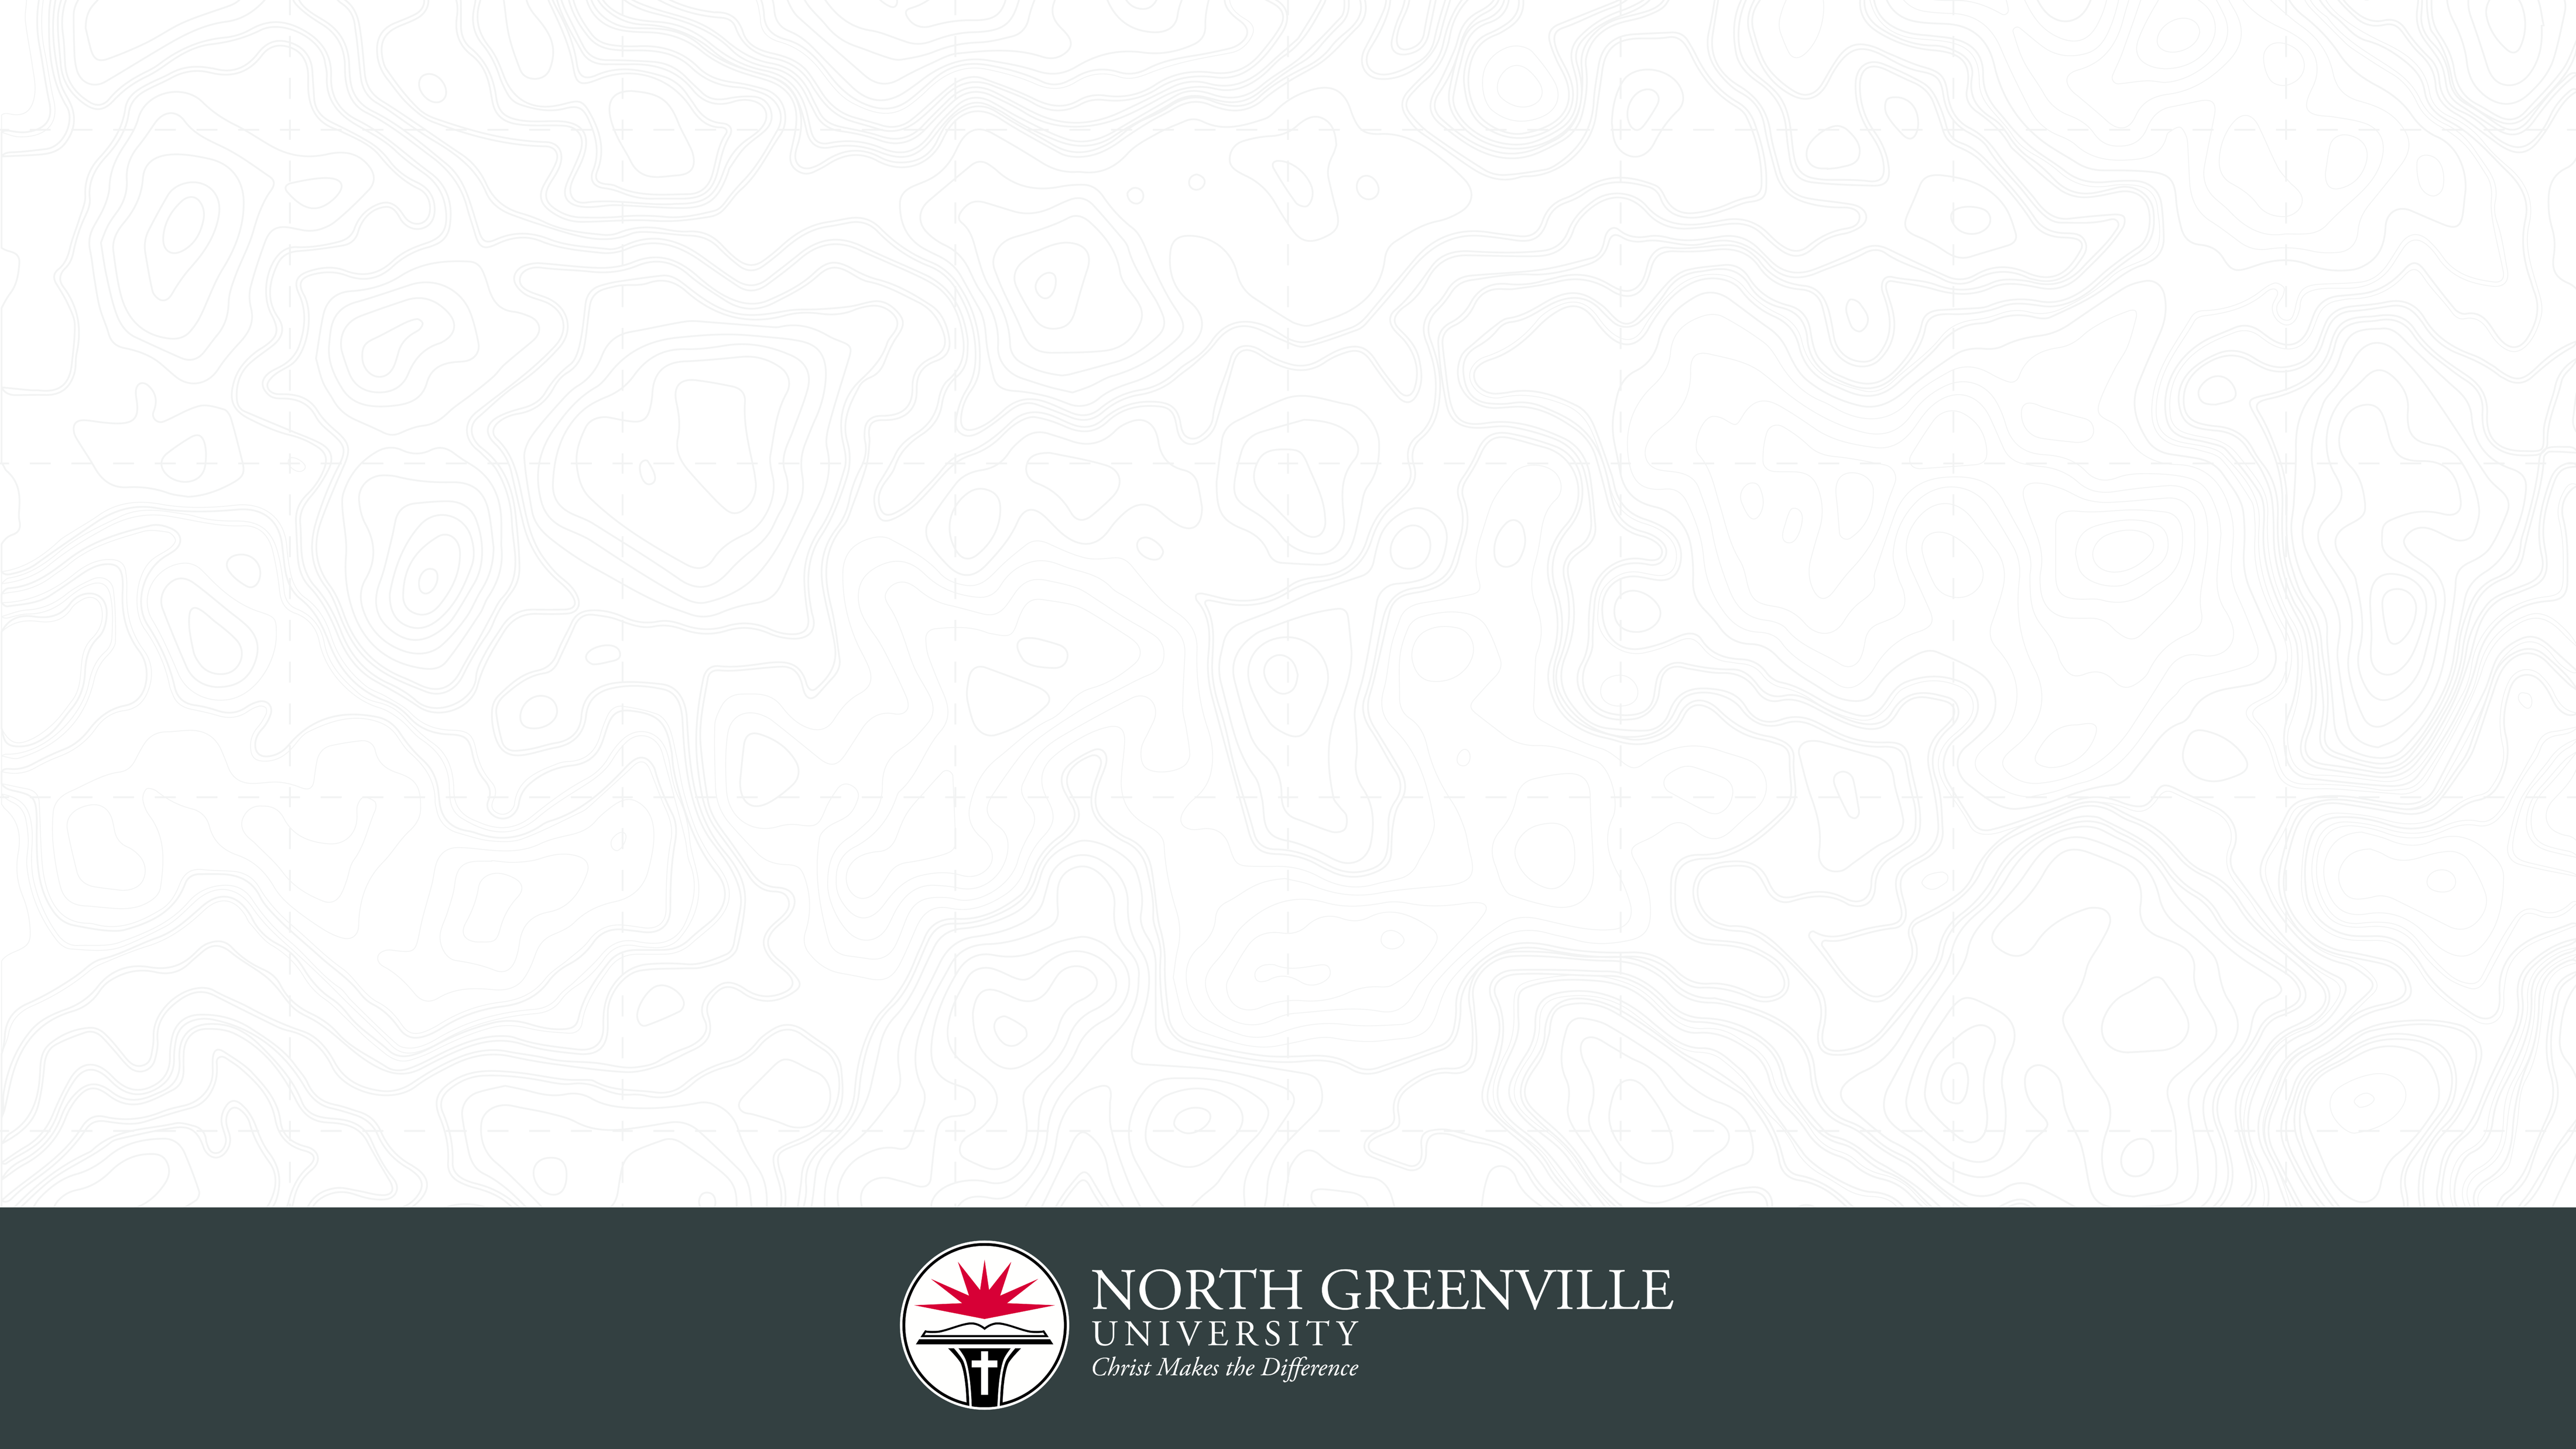 NORTH GREENVILLE
UNIVERSITY
Christ Makes the Difference